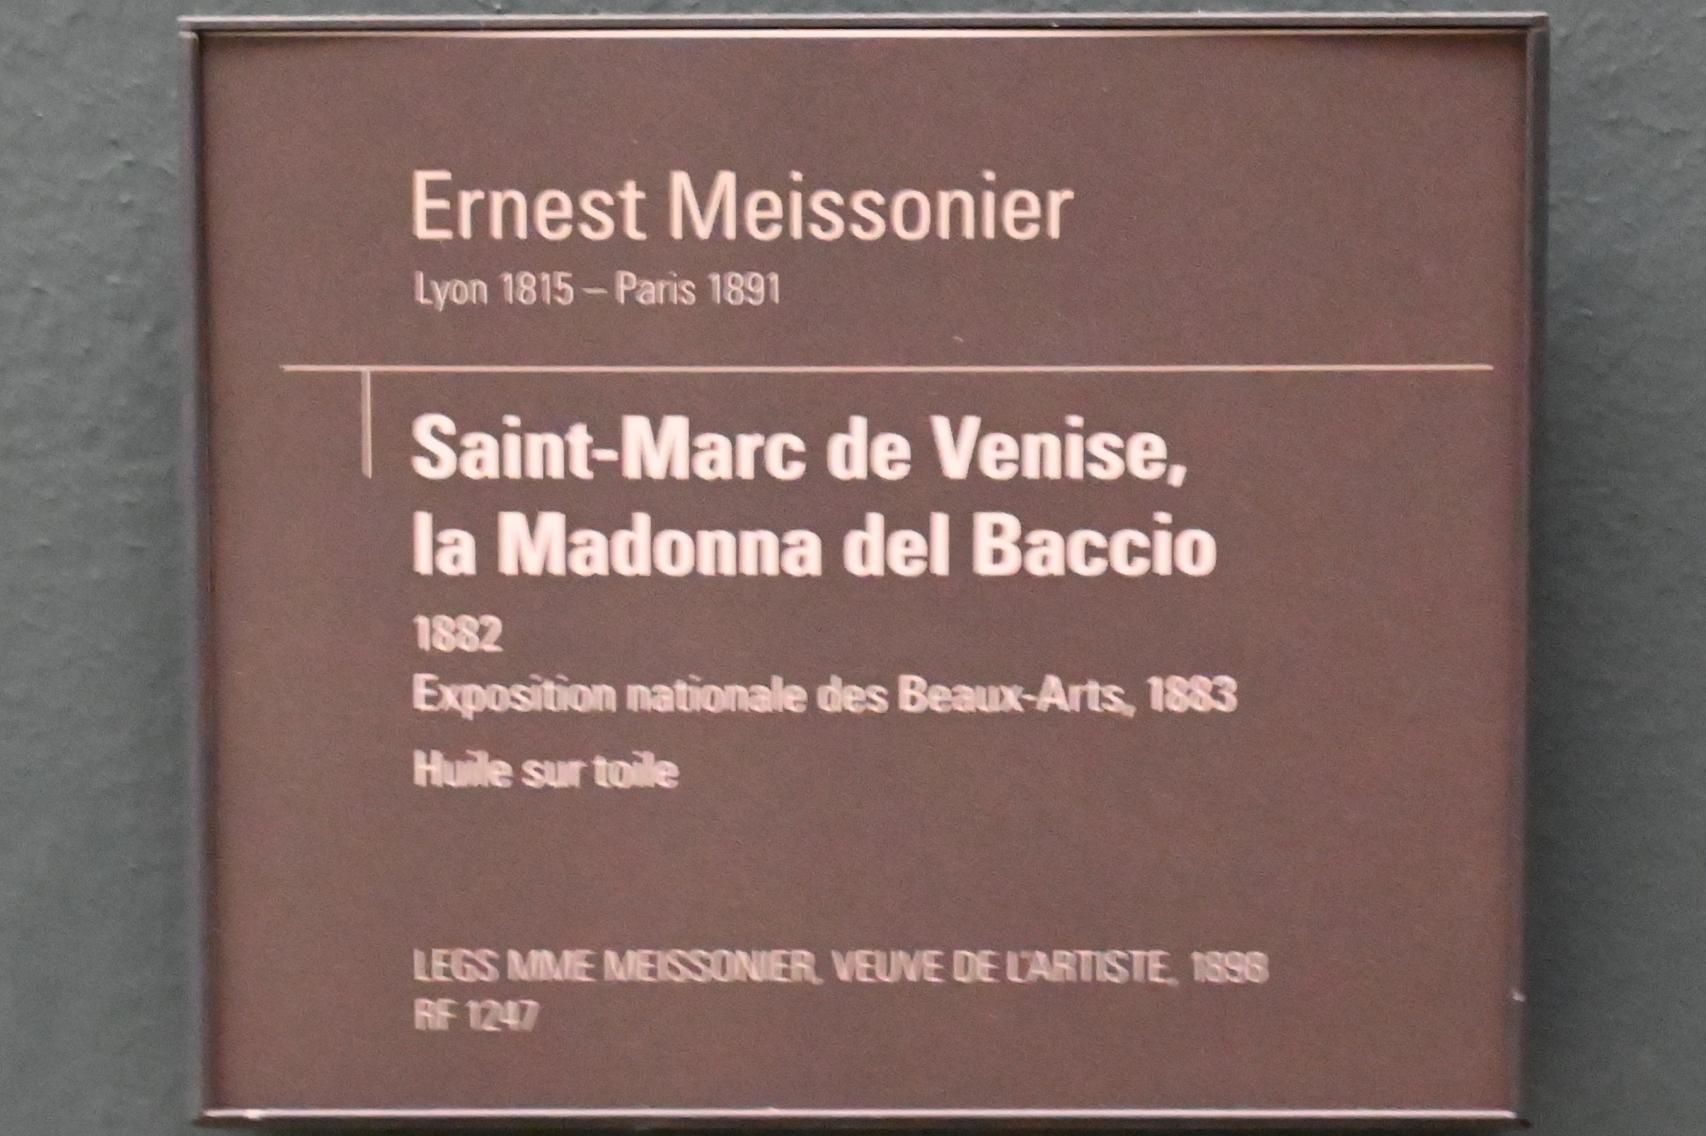 Ernest Meissonier
Lyon 1815 – Paris 1891
Saint-Marc de Venise,
la Madonna del Baccio
1882
Exposition nationale des Beaux-Arts, 1883
Huile sur toile
LEGS MME MEISSONIER, VEUVE DE L'ARTISTE, 1898
RF 1247